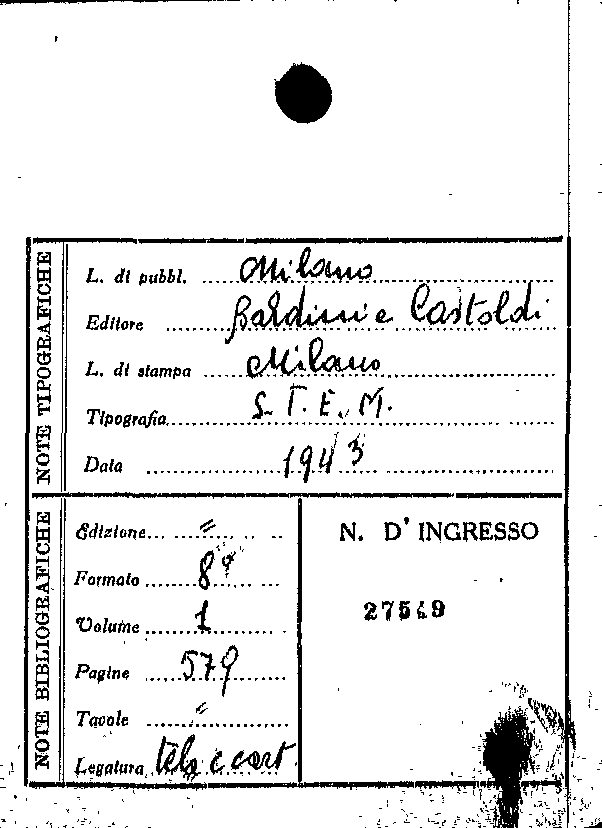 NOTE TIPOGRAFICHE
L. di pubbl. Milano
Editore Baldini e Castoldi
L. di stampa Milano
Tipografia S.T.E.M.
Data 1943
NOTE BIBLIOGRAFICHE
Edizione "
Formato 8°
Volume 1
Pagine 579
Tavole "
Legatura tela e cart.
N. D'INGRESSO
27549